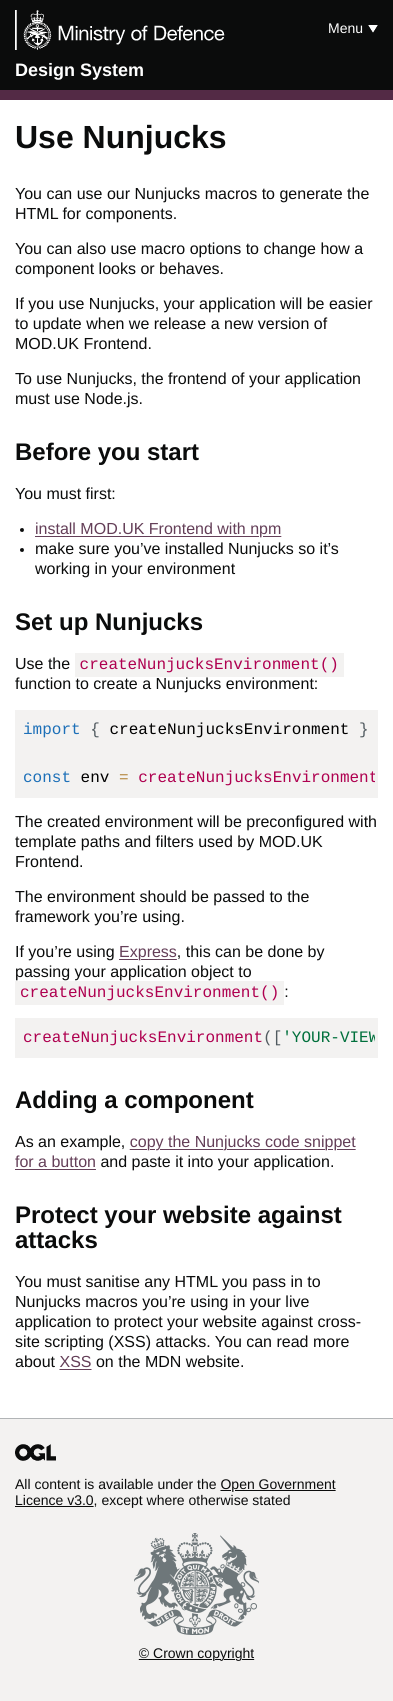 Ministry of Defence
Menu ▼
Design System
Use Nunjucks
You can use our Nunjucks macros to generate the
HTML for components.
You can also use macro options to change how a
component looks or behaves.
If you use Nunjucks, your application will be easier
to update when we release a new version of
MOD.UK Frontend.
To use Nunjucks, the frontend of your application
must use Node.js.
Before you start
You must first:
• install MOD.UK Frontend with npm
• make sure you’ve installed Nunjucks so it’s
working in your environment
Set up Nunjucks
Use the createNunjucksEnvironment()
function to create a Nunjucks environment:
import { createNunjucksEnvironment }
const env = createNunjucksEnvironment
The created environment will be preconfigured with
template paths and filters used by MOD.UK
Frontend.
The environment should be passed to the
framework you’re using.
If you’re using Express, this can be done by
passing your application object to
createNunjucksEnvironment():
createNunjucksEnvironment(['YOUR-VIEW
Adding a component
As an example, copy the Nunjucks code snippet
for a button and paste it into your application.
Protect your website against
attacks
You must sanitise any HTML you pass in to
Nunjucks macros you’re using in your live
application to protect your website against cross-
site scripting (XSS) attacks. You can read more
about XSS on the MDN website.
OGL
All content is available under the Open Government
Licence v3.0, except where otherwise stated
DIEU ET MON DROIT
© Crown copyright